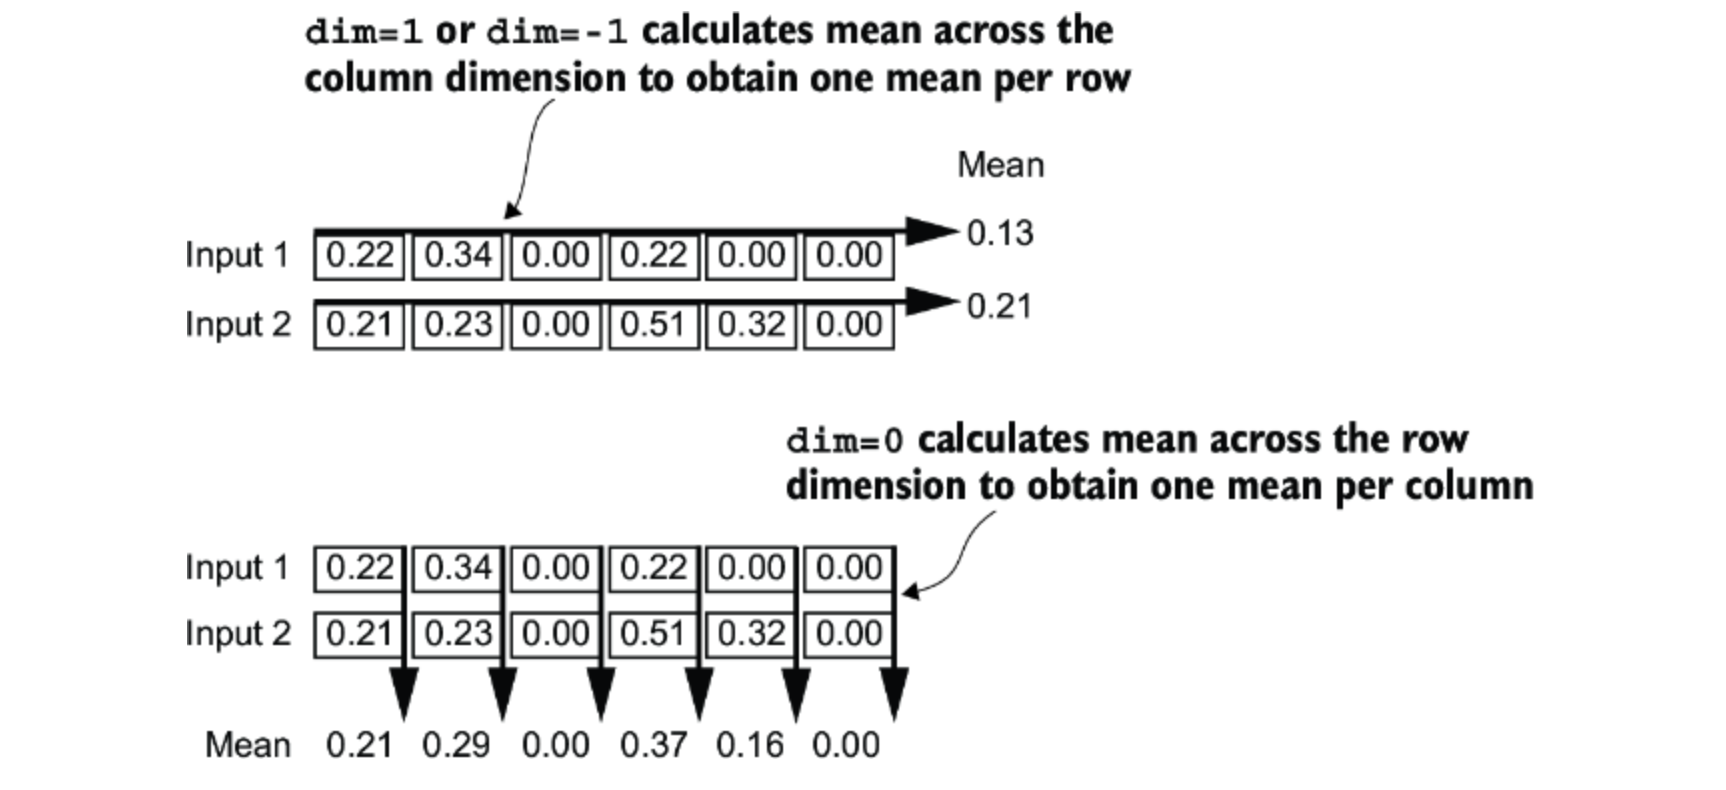 dim=1 or dim=-1 calculates mean across the
column dimension to obtain one mean per row
Mean
Input 1 0.22 0.34 0.00 0.22 0.00 0.00 0.13
Input 2 0.21 0.23 0.00 0.51 0.32 0.00 0.21
dim=0 calculates mean across the row
dimension to obtain one mean per column
Input 1 0.22 0.34 0.00 0.22 0.00 0.00
Input 2 0.21 0.23 0.00 0.51 0.32 0.00
Mean 0.21 0.29 0.00 0.37 0.16 0.00